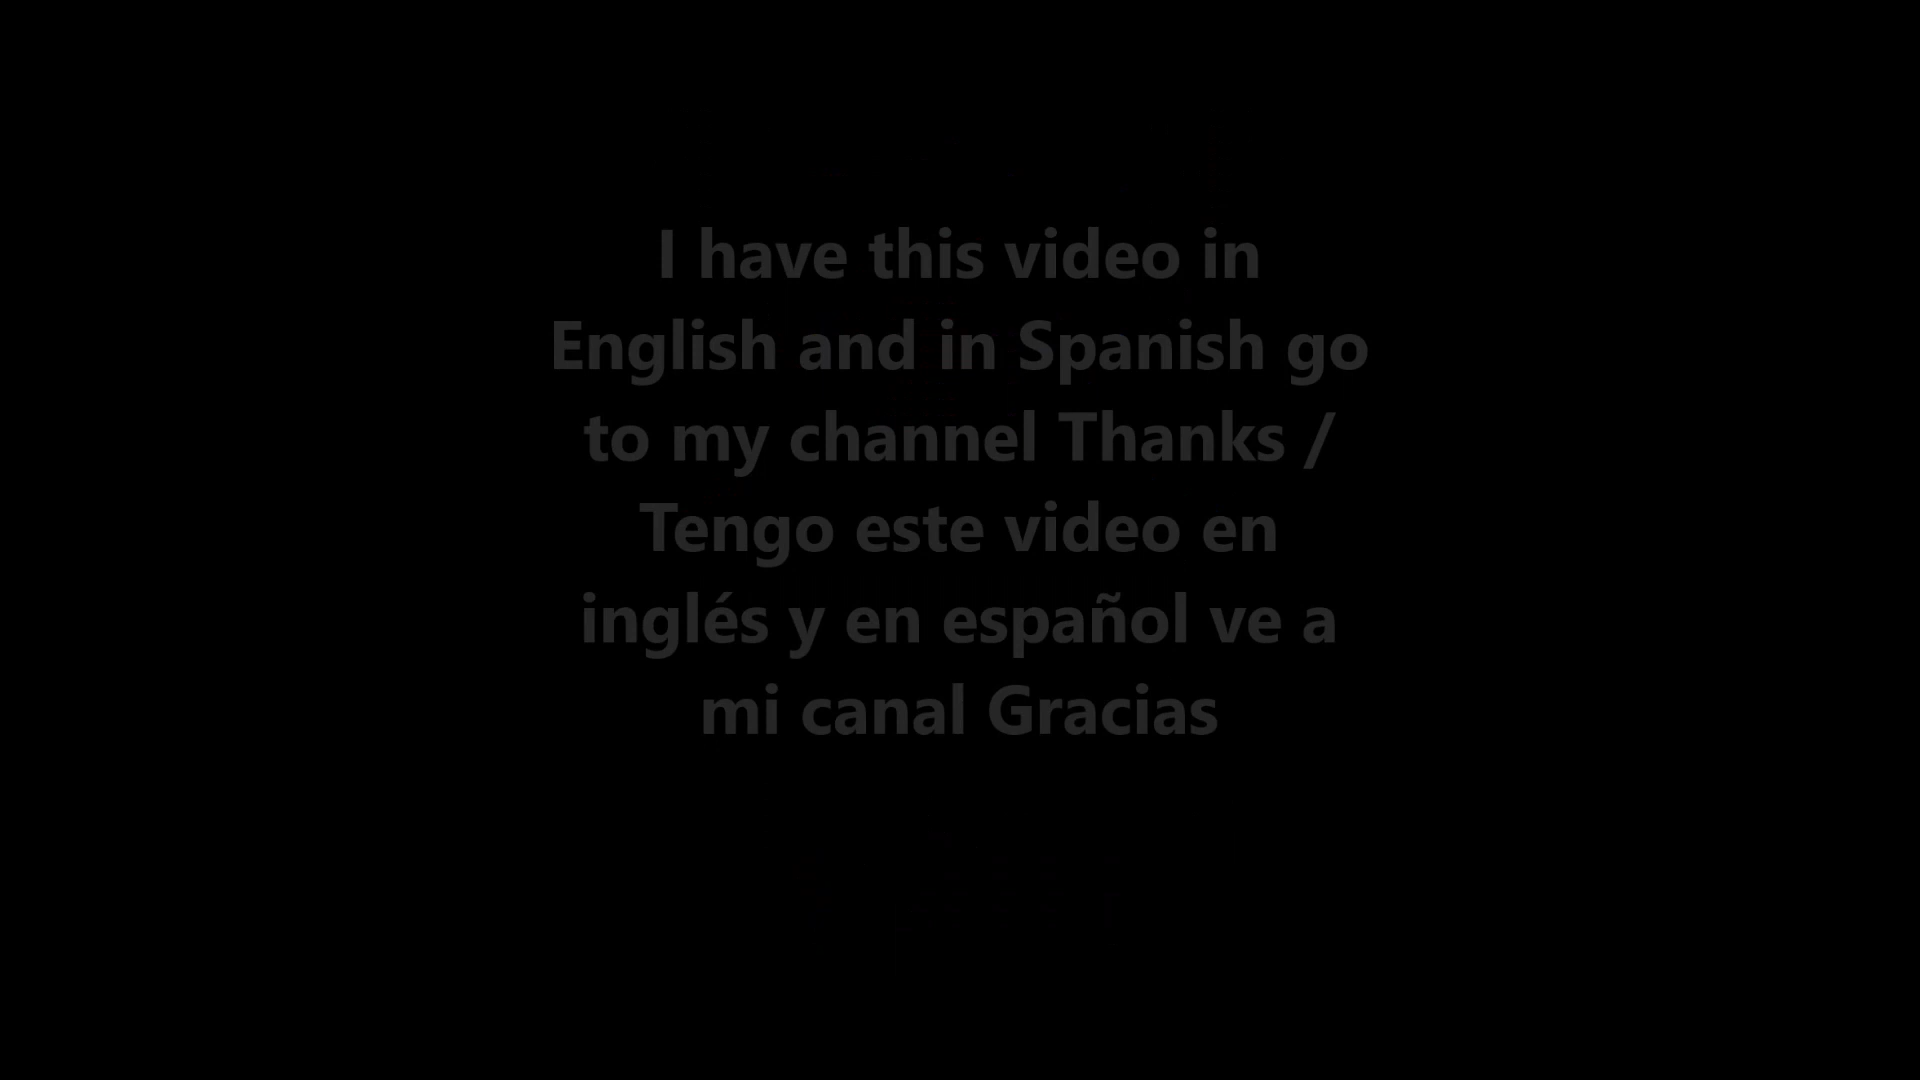 I have this video in
English and in Spanish go
to my channel Thanks /
Tengo este video en
inglés y en español ve a
mi canal Gracias